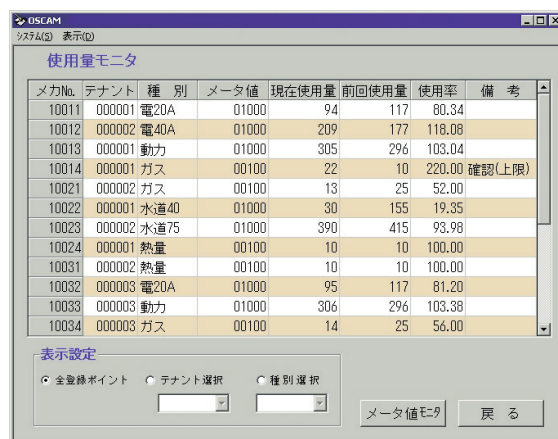 OSCAM
システム(S) 表示(D)
使用量モニタ
メカNo. テナント 種 別 メータ値 現在使用量 前回使用量 使用率 備 考
10011 000001 電20A 01000 94 117 80.34
10012 000002 電40A 01000 209 177 118.08
10013 000001 動力 01000 305 296 103.04
10014 000001 ガス 00100 22 10 220.00 確認(上限)
10021 000002 ガス 00100 13 25 52.00
10022 000001 水道40 01000 30 155 19.35
10023 000002 水道75 01000 390 415 93.98
10024 000001 熱量 00100 10 10 100.00
10031 000002 熱量 00100 10 10 100.00
10032 000003 電20A 01000 95 117 81.20
10033 000003 動力 01000 306 296 103.38
10034 000003 ガス 00100 14 25 56.00
表示設定
全登録ポイント テナント選択 種別選択
メータ値モニタ 戻 る